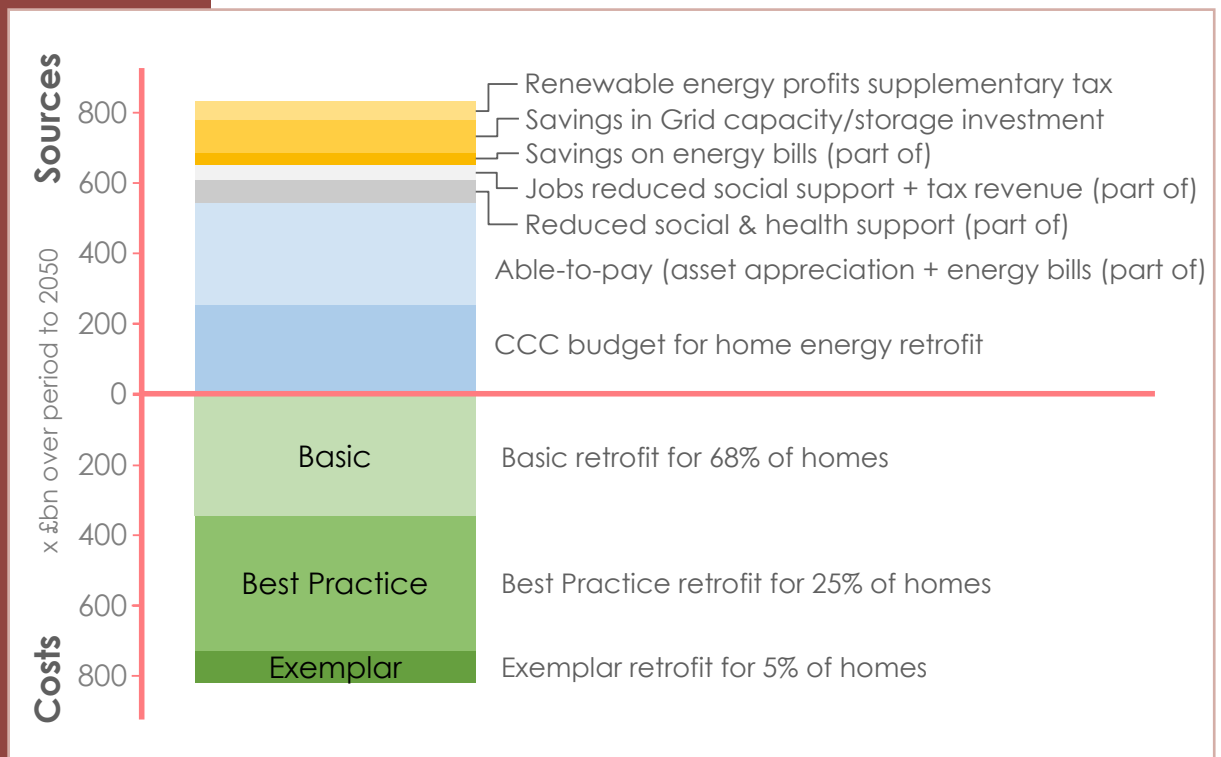 Sources
x £bn over period to 2050
Costs
800
600
400
200
0
200
400
600
800
Renewable energy profits supplementary tax
Savings in Grid capacity/storage investment
Savings on energy bills (part of)
Jobs reduced social support + tax revenue (part of)
Reduced social & health support (part of)
Able-to-pay (asset appreciation + energy bills (part of)
CCC budget for home energy retrofit
Basic
Basic retrofit for 68% of homes
Best Practice
Best Practice retrofit for 25% of homes
Exemplar
Exemplar retrofit for 5% of homes